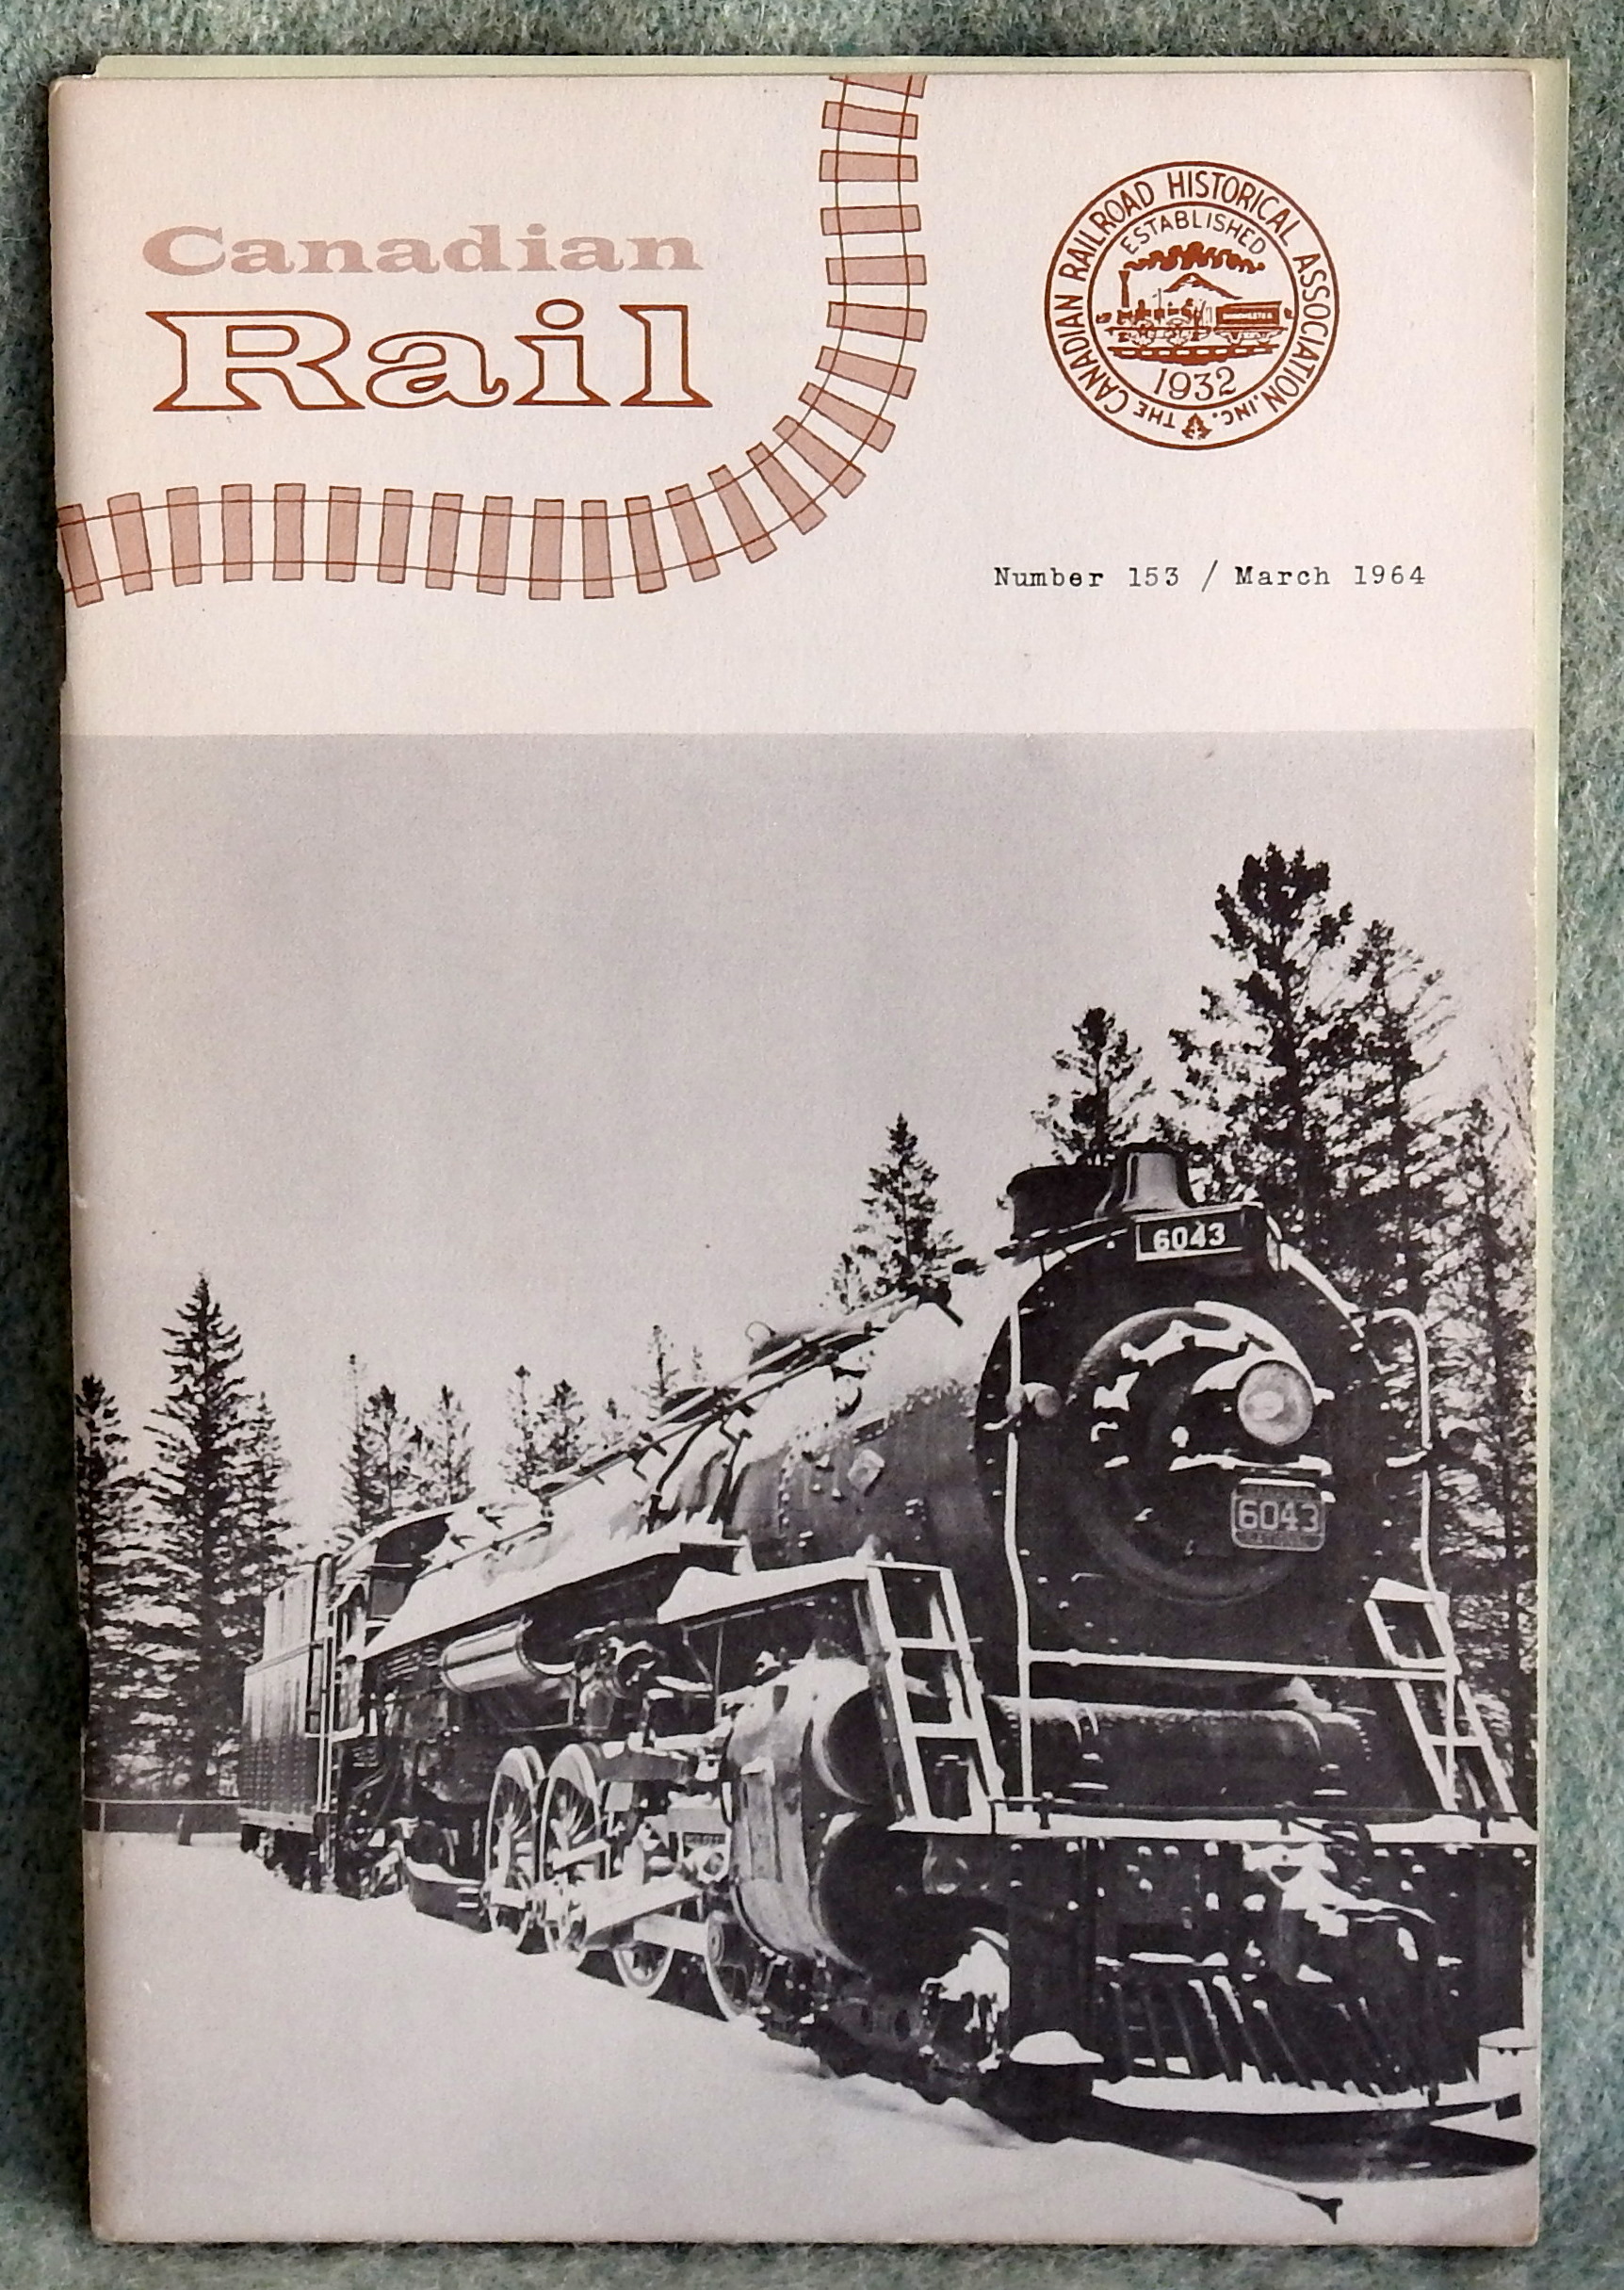 Canadian
Rail
THE CANADIAN RAILROAD HISTORICAL ASSOCIATION, INC.
ESTABLISHED
1932
Number 153 / March 1964
6043
6043